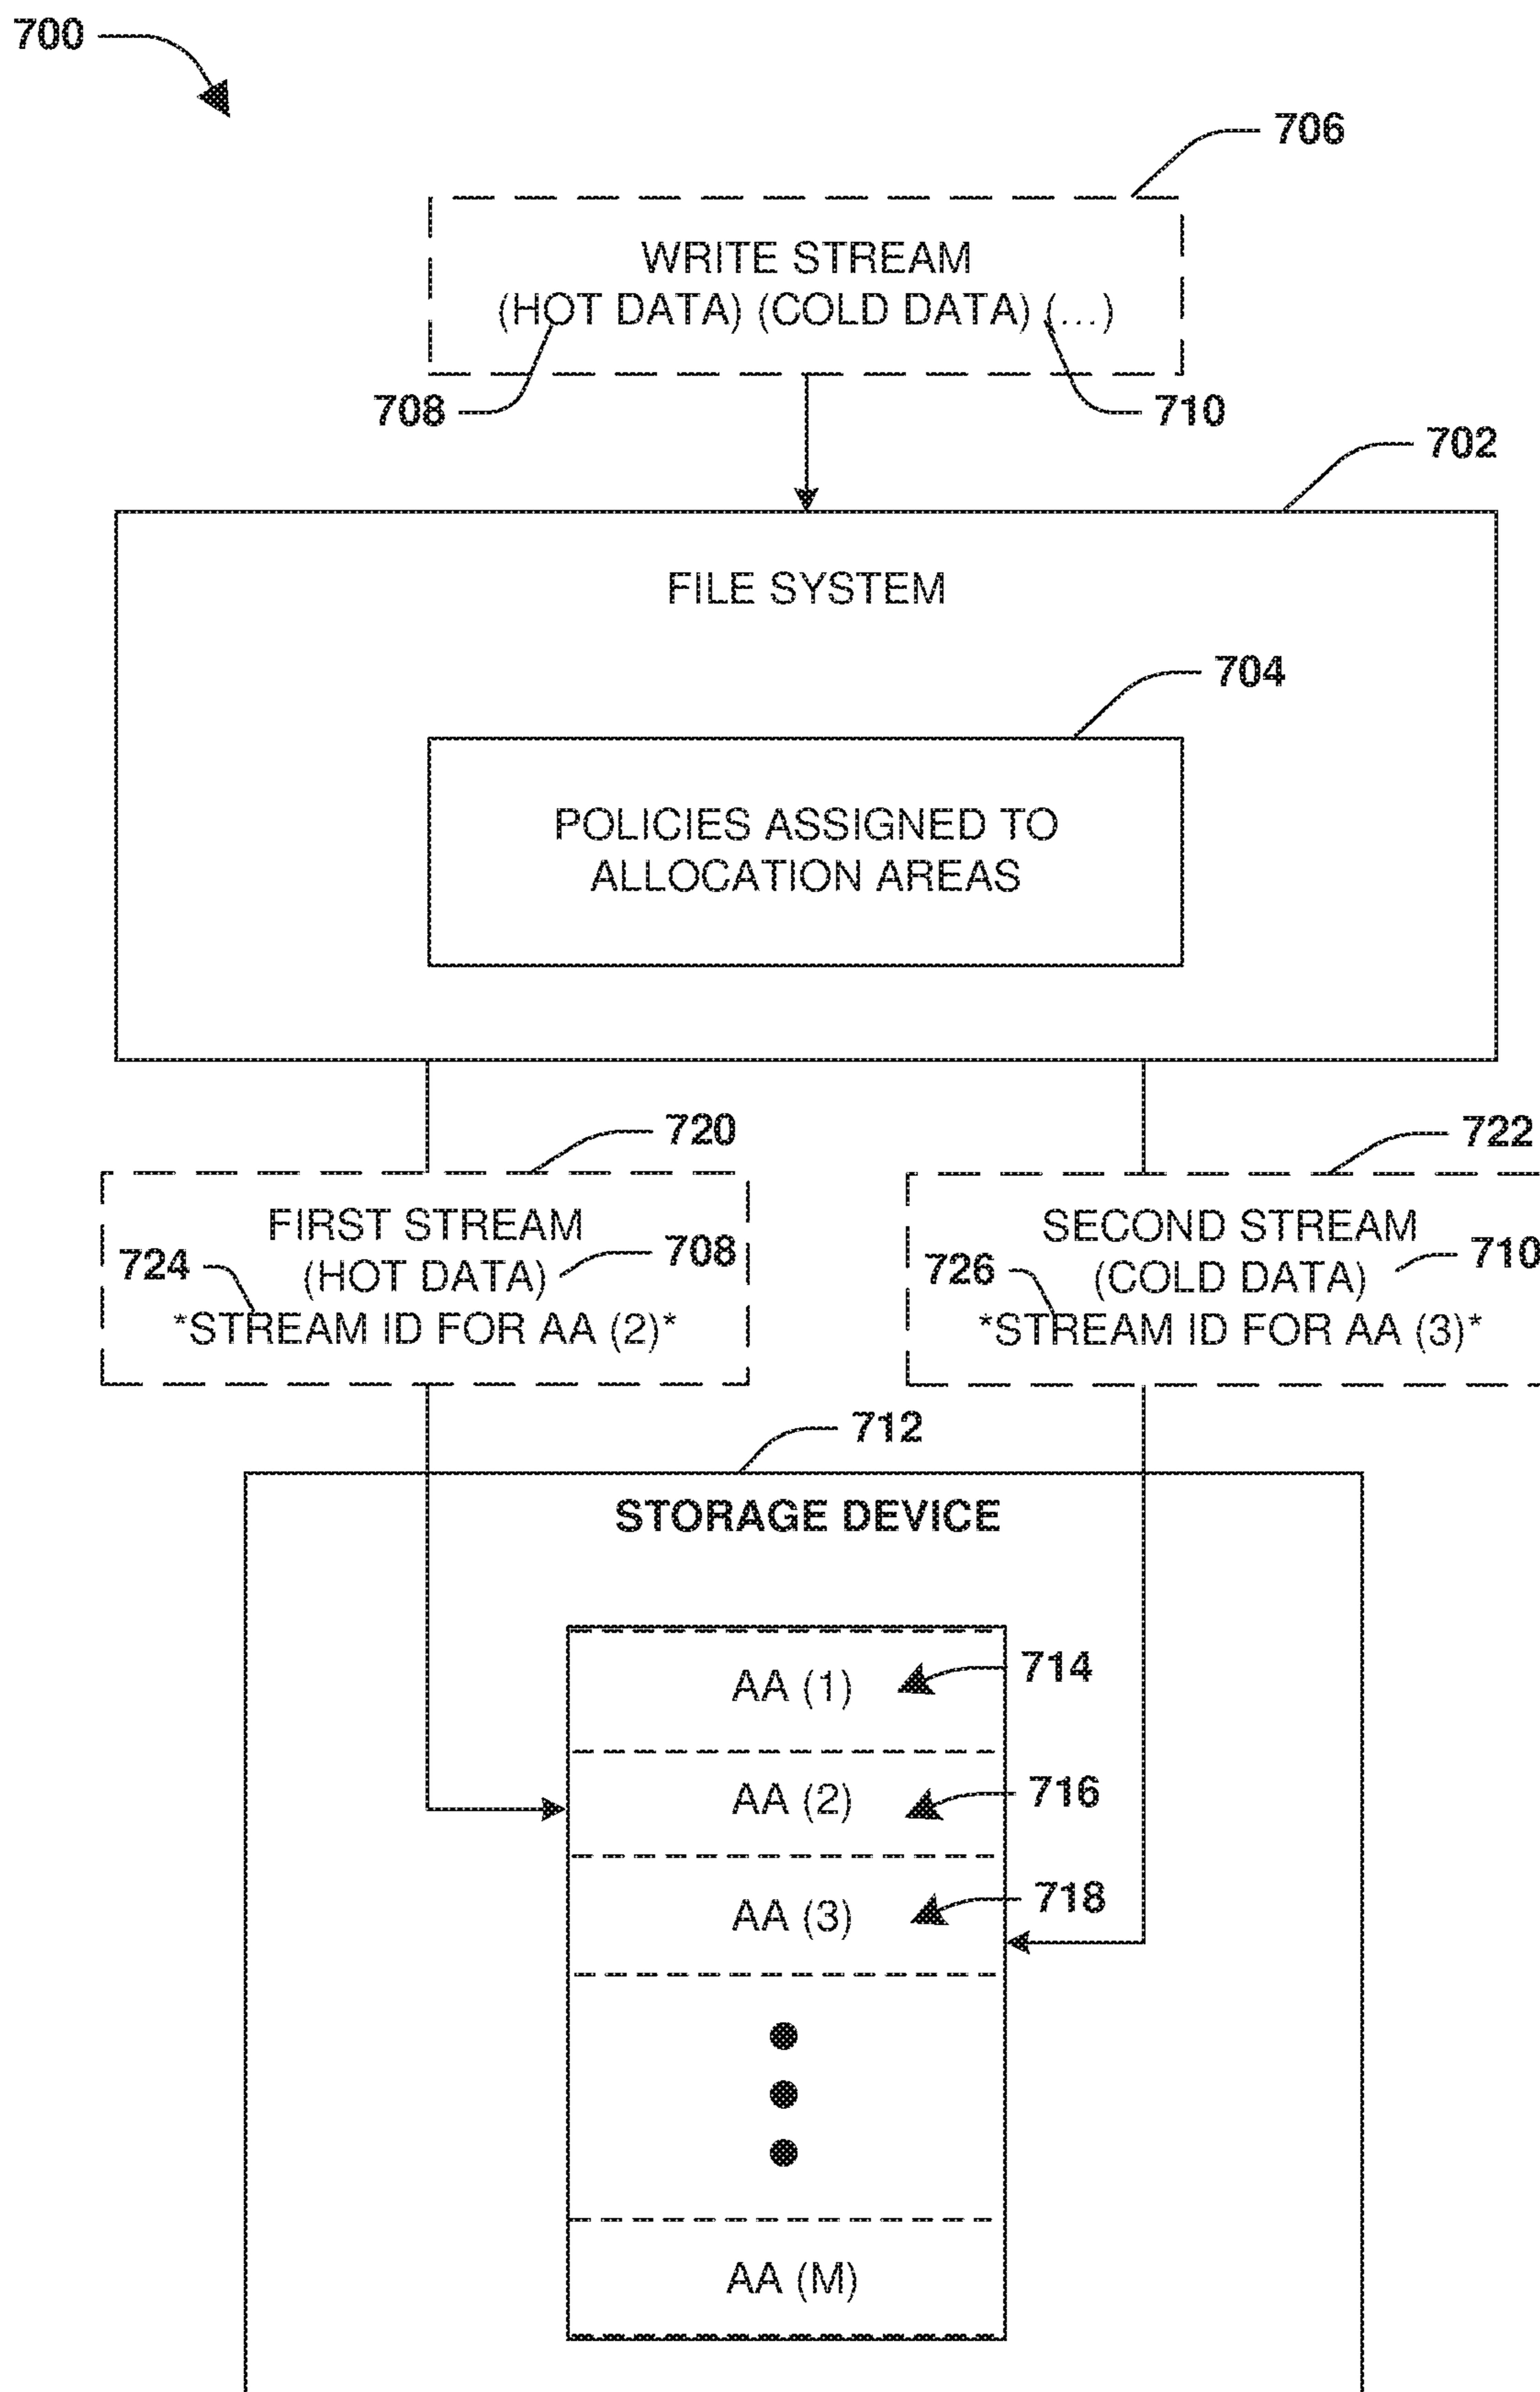 700
706
WRITE STREAM
(HOT DATA) (COLD DATA) (...)
708
710
702
FILE SYSTEM
704
POLICIES ASSIGNED TO
ALLOCATION AREAS
720
722
FIRST STREAM
(HOT DATA)
708
724
*STREAM ID FOR AA (2)*
SECOND STREAM
(COLD DATA)
710
726
*STREAM ID FOR AA (3)*
712
STORAGE DEVICE
AA (1)
714
AA (2)
716
AA (3)
718
AA (M)